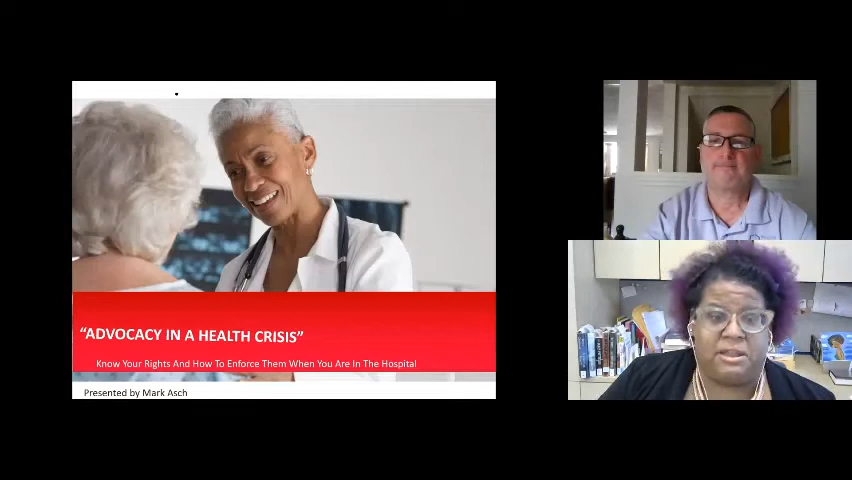 “ADVOCACY IN A HEALTH CRISIS”
Know Your Rights And How To Enforce Them When You Are In The Hospital
Presented by Mark Asch